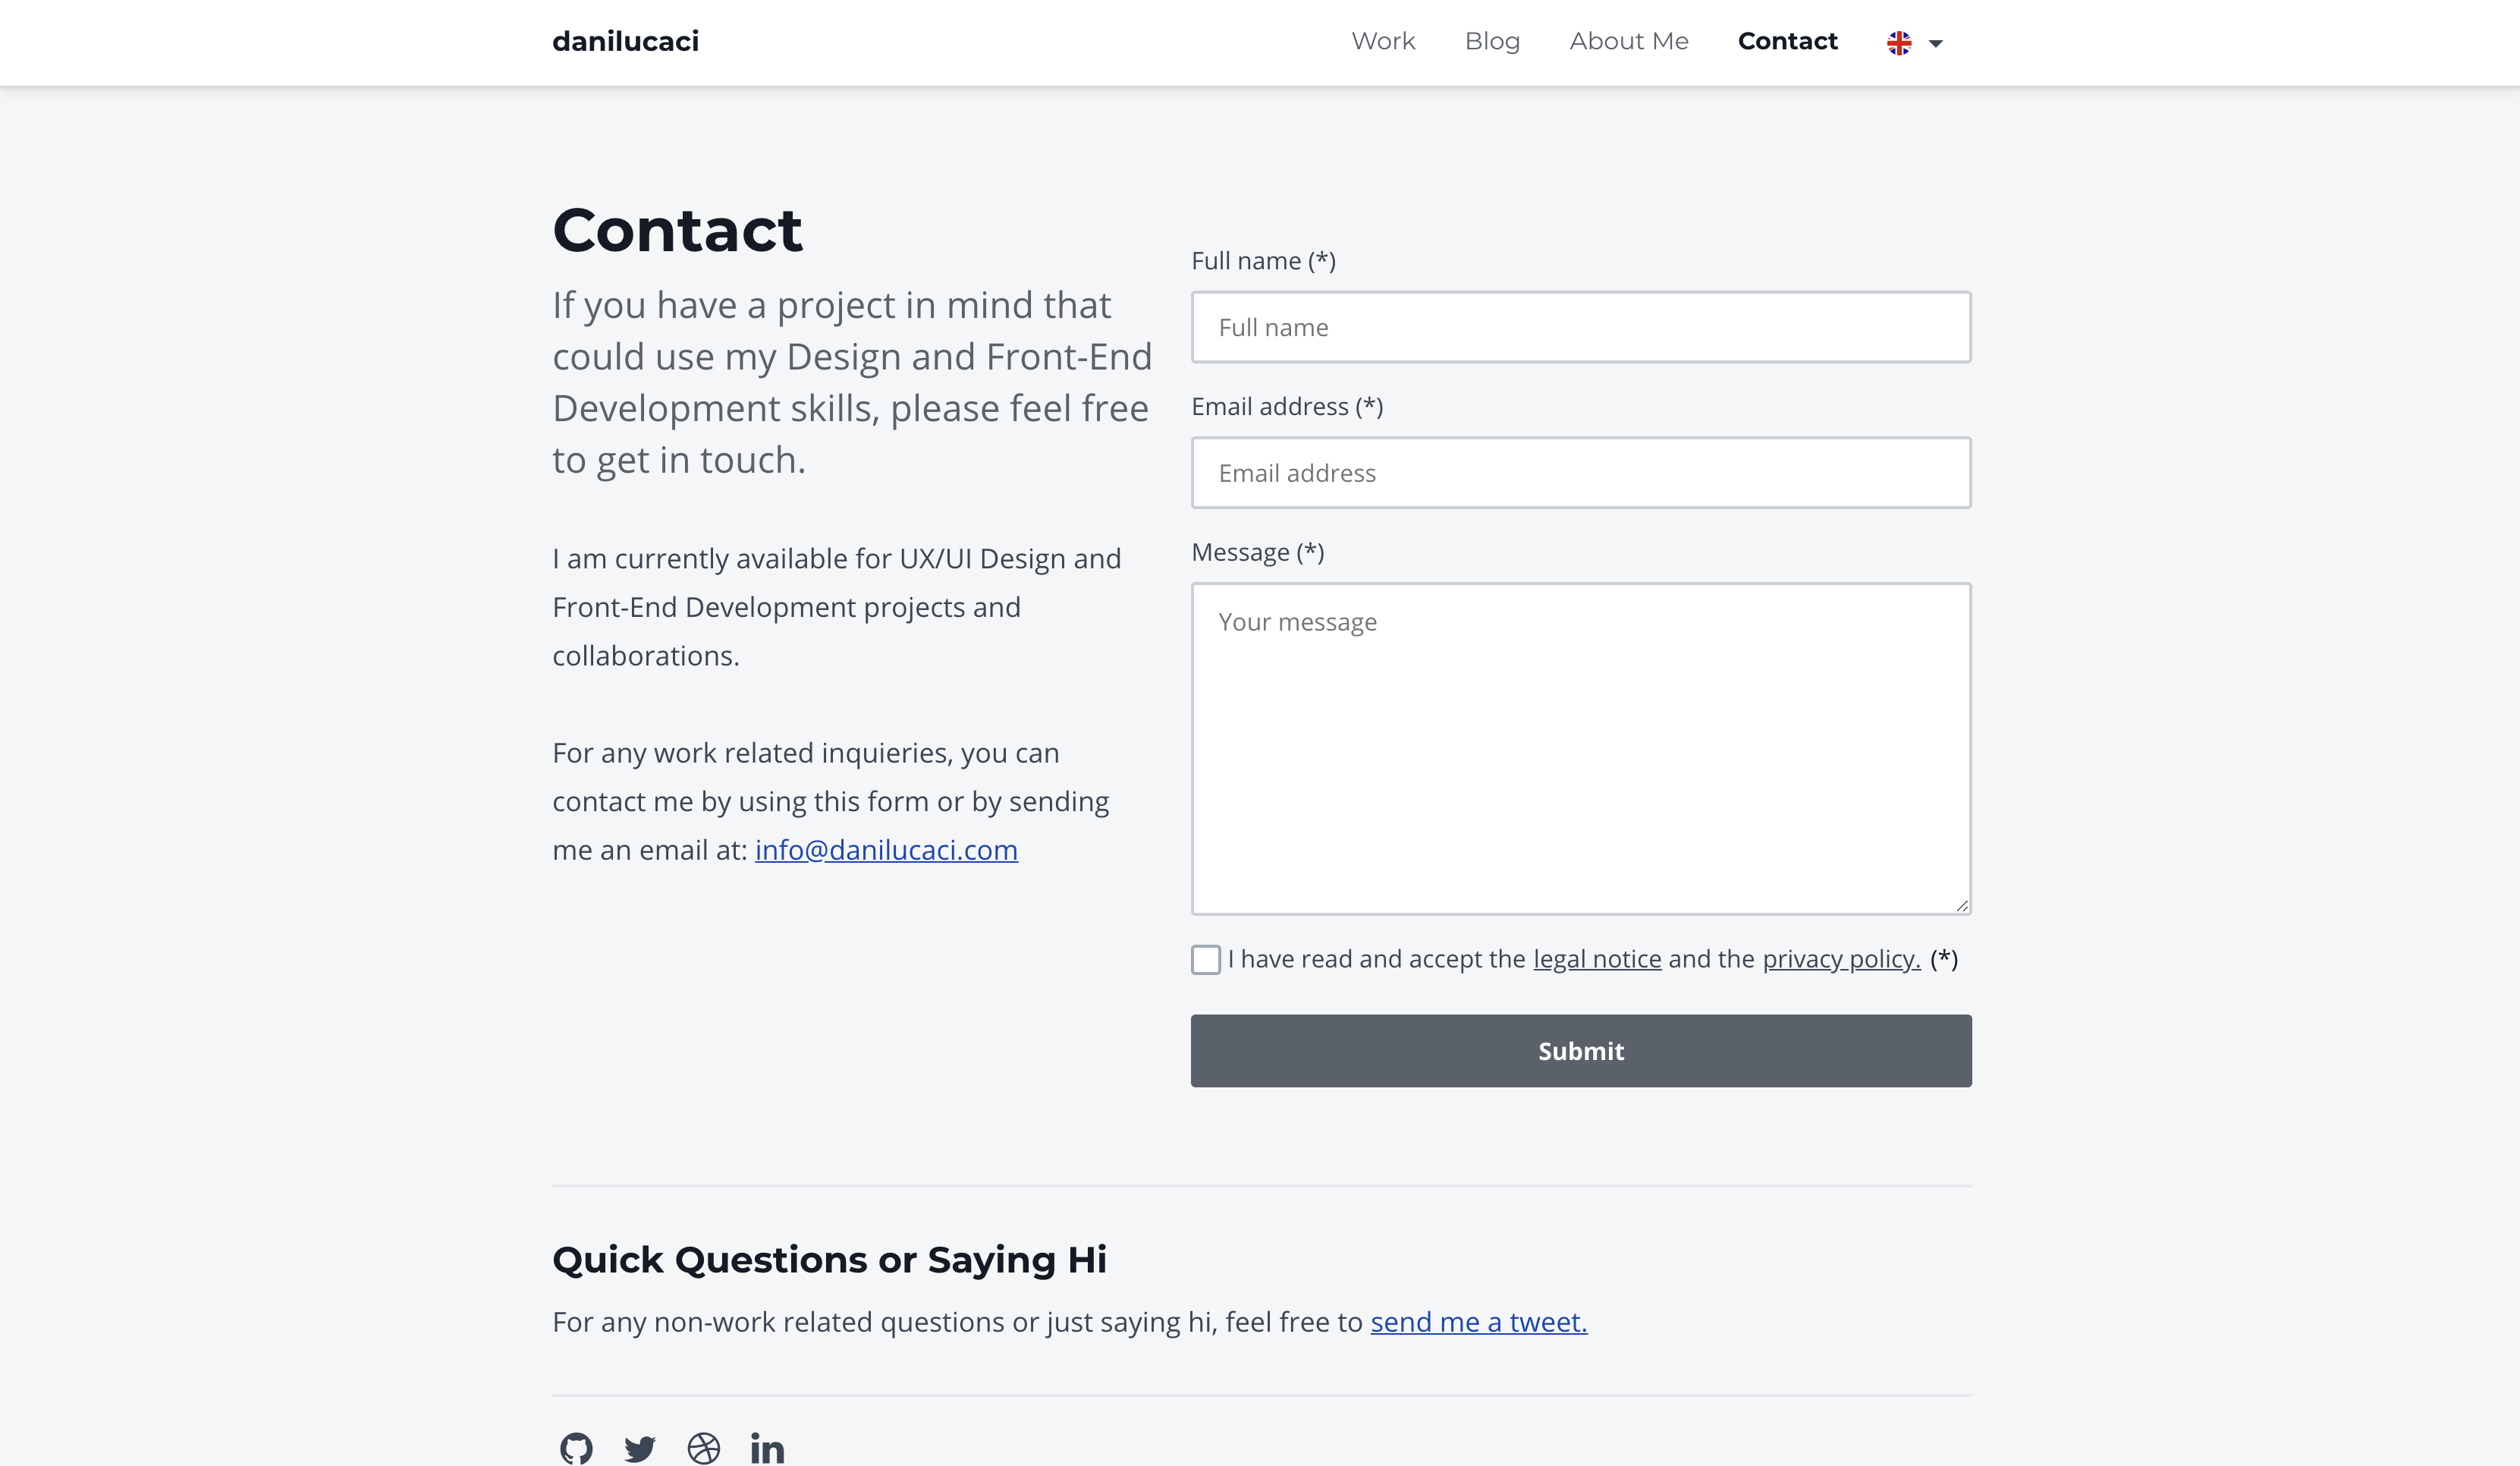 danilucaci
Work
Blog
About Me
Contact
Contact
If you have a project in mind that
could use my Design and Front-End
Development skills, please feel free
to get in touch.
I am currently available for UX/UI Design and
Front-End Development projects and
collaborations.
For any work related inquieries, you can
contact me by using this form or by sending
me an email at: info@danilucaci.com
Full name (*)
Full name
Email address (*)
Email address
Message (*)
Your message
I have read and accept the legal notice and the privacy policy. (*)
Submit
Quick Questions or Saying Hi
For any non-work related questions or just saying hi, feel free to send me a tweet.
in